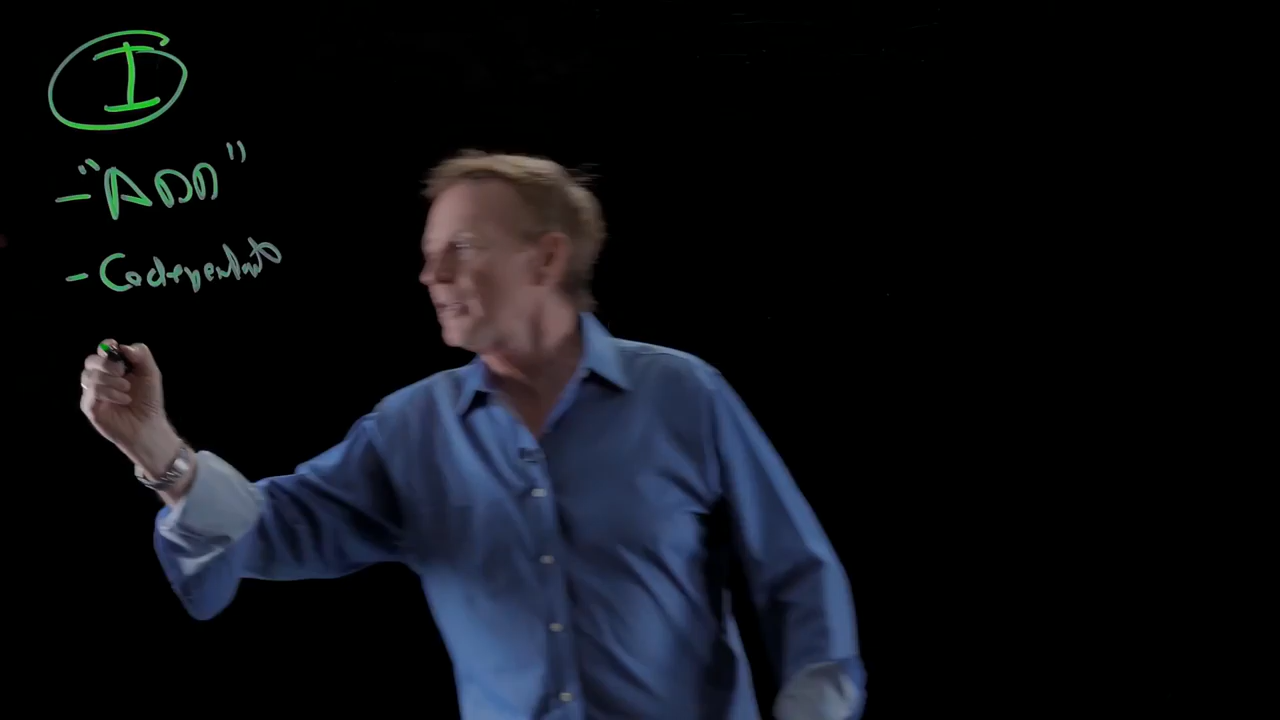 I
- "ADD"
- Codependent